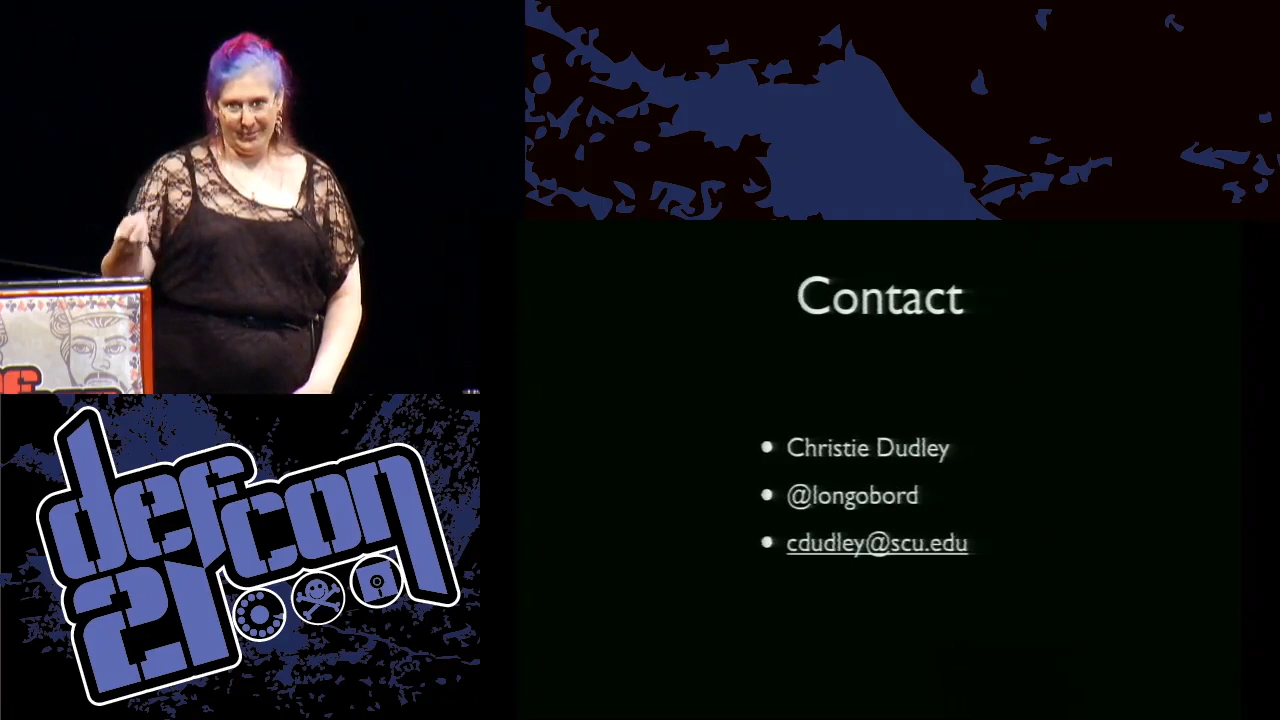 Contact
Christie Dudley
@longobord
cdudley@scu.edu
defcon
21